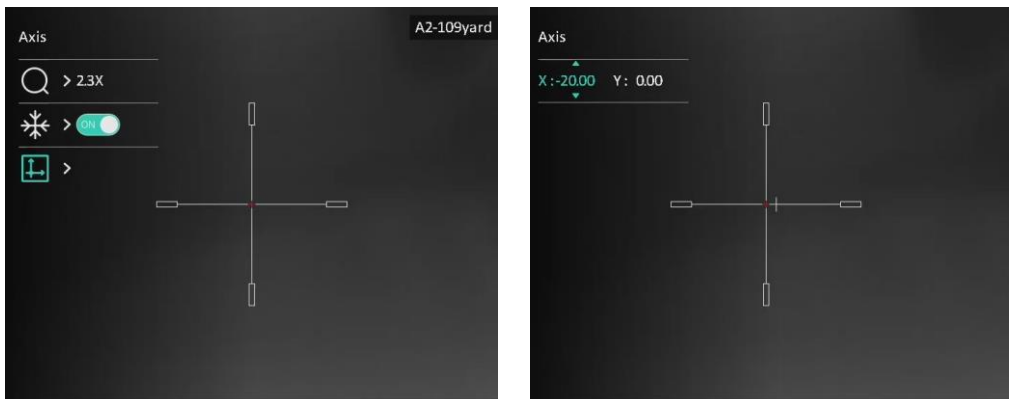 A2-109yard
Axis
> 2.3X
> ON
>
Axis
X :-20.00 Y : 0.00